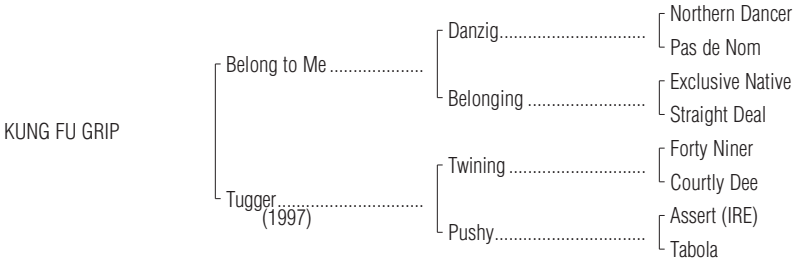 Northern Dancer
Danzig..............................
Pas de Nom
Belong to Me ...................
Exclusive Native
Belonging ........................
Straight Deal
KUNG FU GRIP
Forty Niner
Twining ............................
Courtly Dee
Tugger..............................
(1997)
Assert (IRE)
Pushy...............................
Tabola